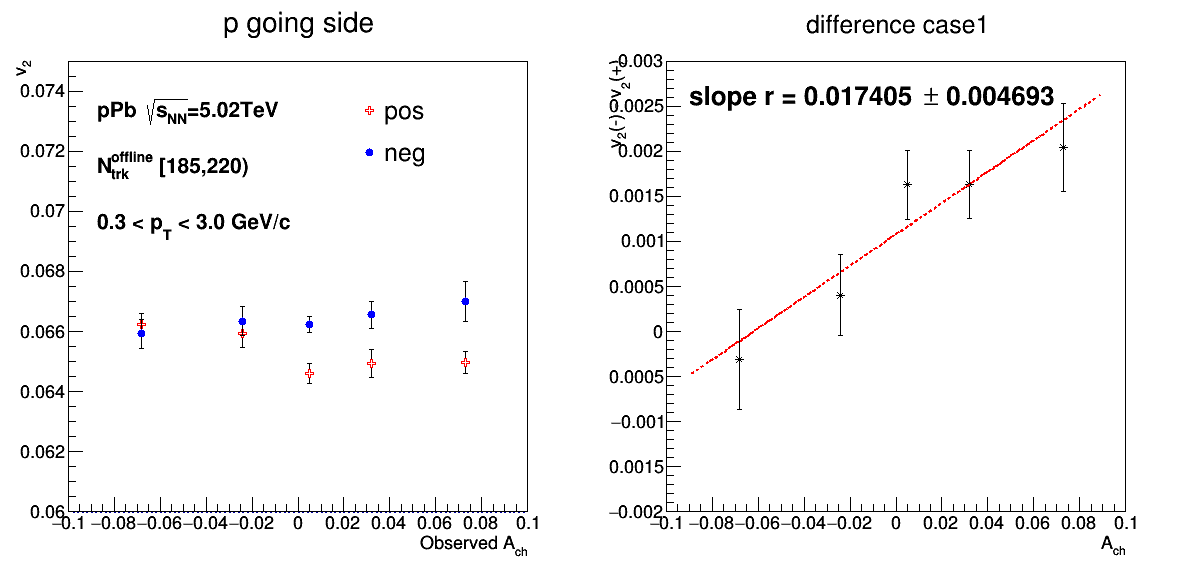 p going side
v2
0.074
0.072
0.07
0.068
0.066
0.064
0.062
0.06
pPb √sNN=5.02TeV
Ntrk^offline [185,220)
0.3 < pT < 3.0 GeV/c
pos
neg
−0.1 −0.08 −0.06 −0.04 −0.02 0 0.02 0.04 0.06 0.08 0.1
Observed Ach
difference case1
v2(-)-v2(+)
0.003
0.0025
0.002
0.0015
0.001
0.0005
0
0.0005
−0.001
0.0015
−0.002
slope r = 0.017405 ± 0.004693
−0.1 −0.08 −0.06 −0.04 −0.02 0 0.02 0.04 0.06 0.08 0.1
Ach